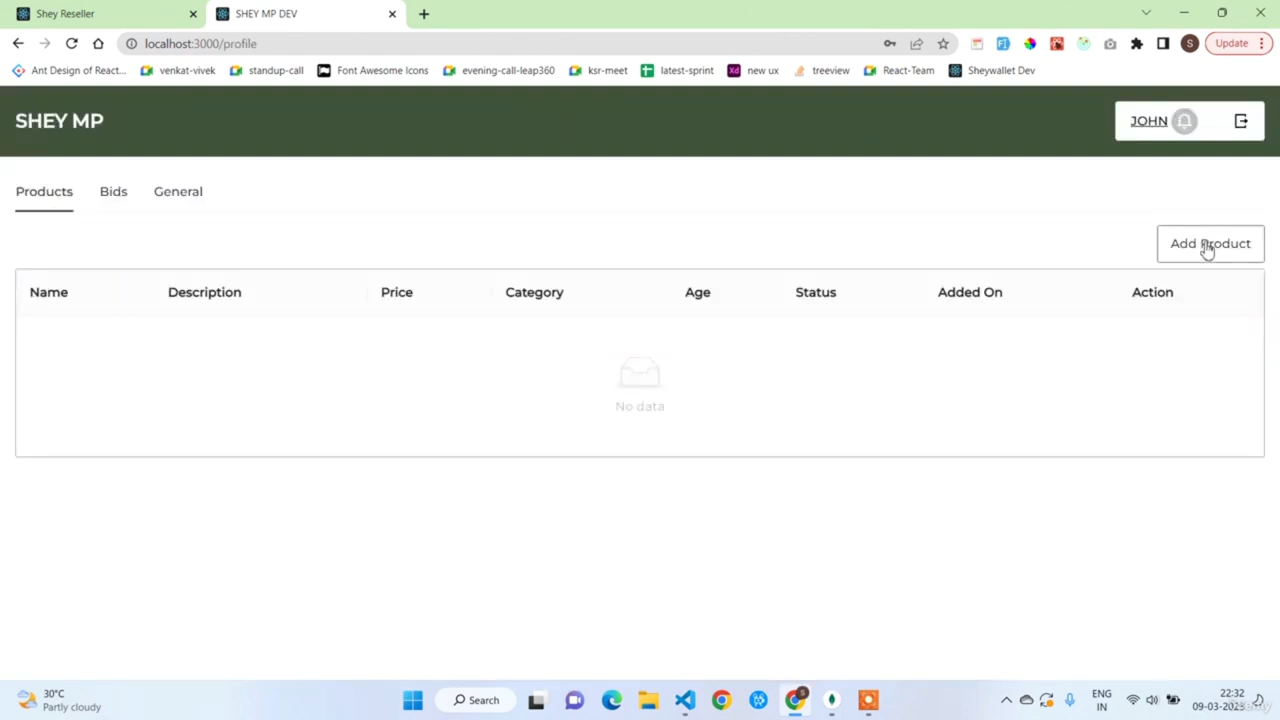 Shey Reseller
SHEY MP DEV
localhost:3000/profile
S
Update
Ant Design of React...
venkat-vivek
standup-call
Font Awesome Icons
evening-call-leap360
ksr-meet
latest-sprint
Xd
new ux
treeview
React-Team
Sheywallet Dev
SHEY MP
JOHN
Products
Bids
General
Add Product
Name
Description
Price
Category
Age
Status
Added On
Action
No data
30°C
Partly cloudy
Search
ENG
IN
22:32